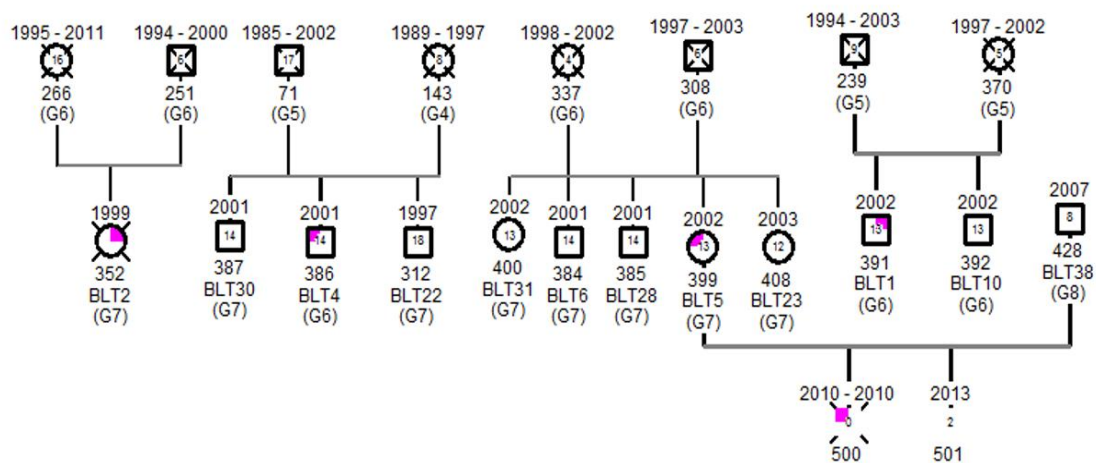 1995 - 2011 1994 - 2000 1985 - 2002 1989 - 1997 1998 - 2002 1997 - 2003 1994 - 2003 1997 - 2002
16 6 17 8 4 6 9 5
266 251 71 143 337 308 239 370
(G6) (G6) (G5) (G4) (G6) (G6) (G5) (G5)
1999 2001 2001 1997 2002 2001 2001 2002 2003 2002 2002 2007
14 14 18 13 14 14 13 12 13 13 8
352 387 386 312 400 384 385 399 408 391 392 428
BLT2 BLT30 BLT4 BLT22 BLT31 BLT6 BLT28 BLT5 BLT23 BLT1 BLT10 BLT38
(G7) (G7) (G6) (G7) (G7) (G7) (G7) (G7) (G7) (G6) (G6) (G8)
2010 - 2010 2013
0 2
500 501